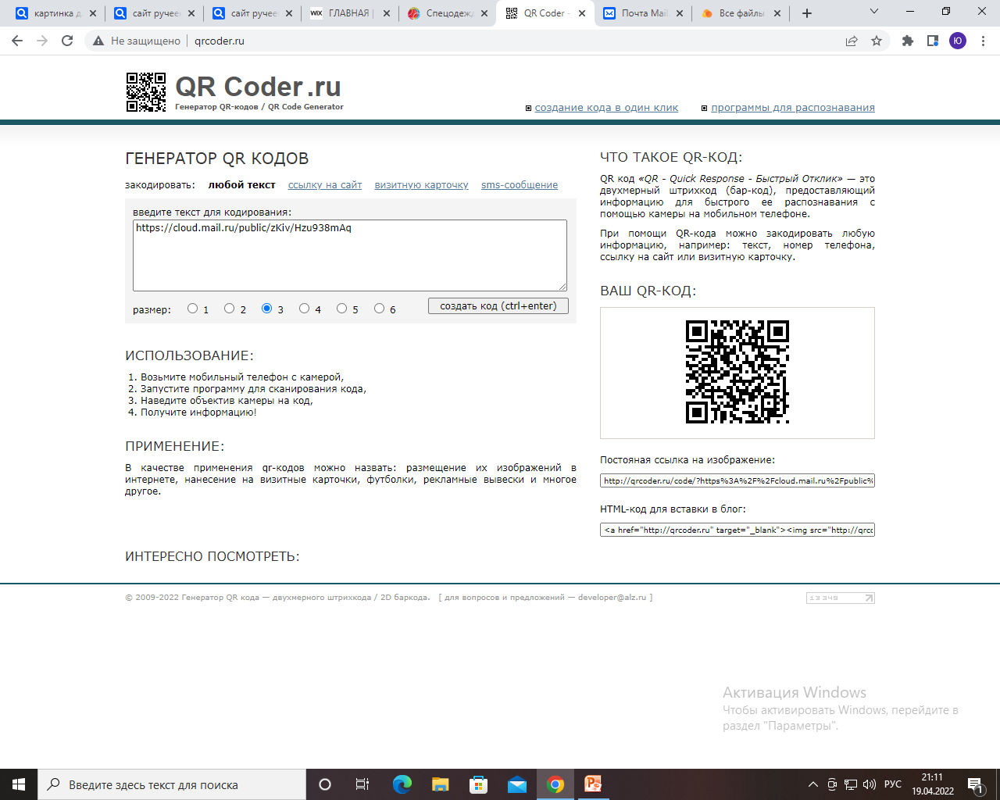 картинка д
сайт ручее
сайт ручее
WIX ГЛАВНАЯ |
Спецодежд
QR Coder -
Почта Mail
Все файлы
Не защищено | qrcoder.ru
Ю
QR Coder.ru
Генератор QR-кодов / QR Code Generator
создание кода в один клик
программы для распознавания
ГЕНЕРАТОР QR КОДОВ
закодировать: любой текст ссылку на сайт визитную карточку sms-сообщение
введите текст для кодирования:
https://cloud.mail.ru/public/zKiv/Hzu938mAq
размер: 1 2 3 4 5 6 создать код (ctrl+enter)
ИСПОЛЬЗОВАНИЕ:
1. Возьмите мобильный телефон с камерой,
2. Запустите программу для сканирования кода,
3. Наведите объектив камеры на код,
4. Получите информацию!
ПРИМЕНЕНИЕ:
В качестве применения qr-кодов можно назвать: размещение их изображений в
интернете, нанесение на визитные карточки, футболки, рекламные вывески и многое
другое.
ИНТЕРЕСНО ПОСМОТРЕТЬ:
ЧТО ТАКОЕ QR-КОД:
QR код «QR - Quick Response - Быстрый Отклик» — это
двухмерный штрихкод (бар-код), предоставляющий
информацию для быстрого ее распознавания с
помощью камеры на мобильном телефоне.
При помощи QR-кода можно закодировать любую
информацию, например: текст, номер телефона,
ссылку на сайт или визитную карточку.
ВАШ QR-КОД:
Постояная ссылка на изображение:
http://qrcoder.ru/code/?https%3A%2F%2Fcloud.mail.ru%2Fpublic%
HTML-код для вставки в блог:
<a href="http://qrcoder.ru" target="_blank"><img src="http://qrco
© 2009-2022 Генератор QR кода — двухмерного штрихкода / 2D баркода. [ для вопросов и предложений — developer@alz.ru ]
13 349
Активация Windows
Чтобы активировать Windows, перейдите в
раздел "Параметры".
Введите здесь текст для поиска
РУС
21:11
19.04.2022
1